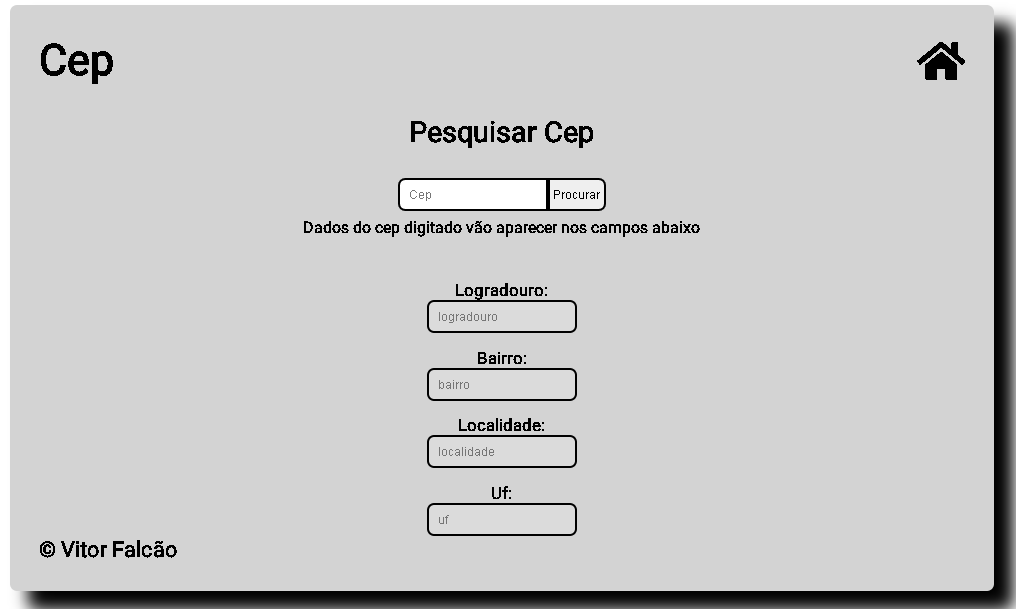 Cep
Pesquisar Cep
Cep Procurar
Dados do cep digitado vão aparecer nos campos abaixo
Logradouro:
logradouro
Bairro:
bairro
Localidade:
localidade
Uf:
uf
© Vitor Falcão